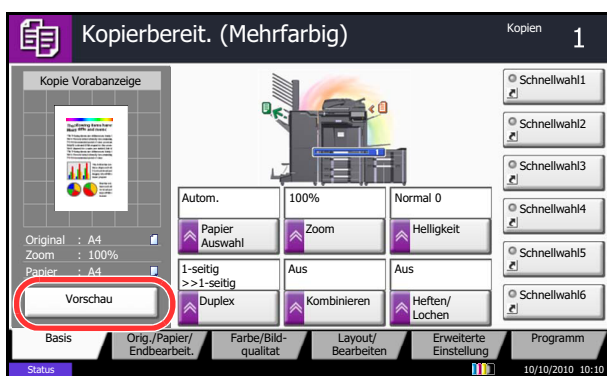 Kopierbereit. (Mehrfarbig)
Kopien 1
Kopie Vorabanzeige
Original : A4
Zoom : 100%
Papier : A4
Vorschau
1
Autom.
Papier
Auswahl
100%
Zoom
Normal 0
Helligkeit
1-seitig
>>1-seitig
Duplex
Aus
Kombinieren
Aus
Heften/
Lochen
Schnellwahl1
Schnellwahl2
Schnellwahl3
Schnellwahl4
Schnellwahl5
Schnellwahl6
Basis
Orig./Papier/
Endbearbeit.
Farbe/Bild-
qualitat
Layout/
Bearbeiten
Erweiterte
Einstellung
Programm
Status
10/10/2010 10:10